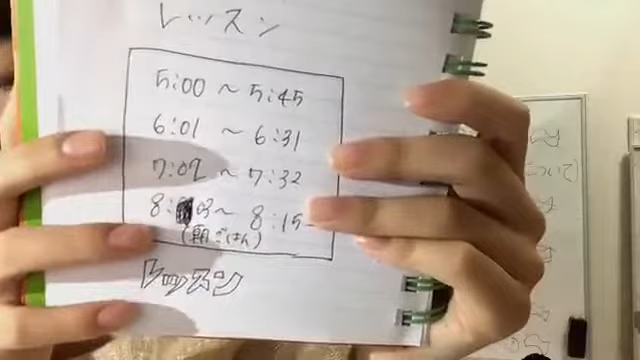 レッスン
5:00 ~ 5:45
6:01 ~ 6:31
7:02 ~ 7:32
8:03~ 8:15
(朝ごはん)
レッスン